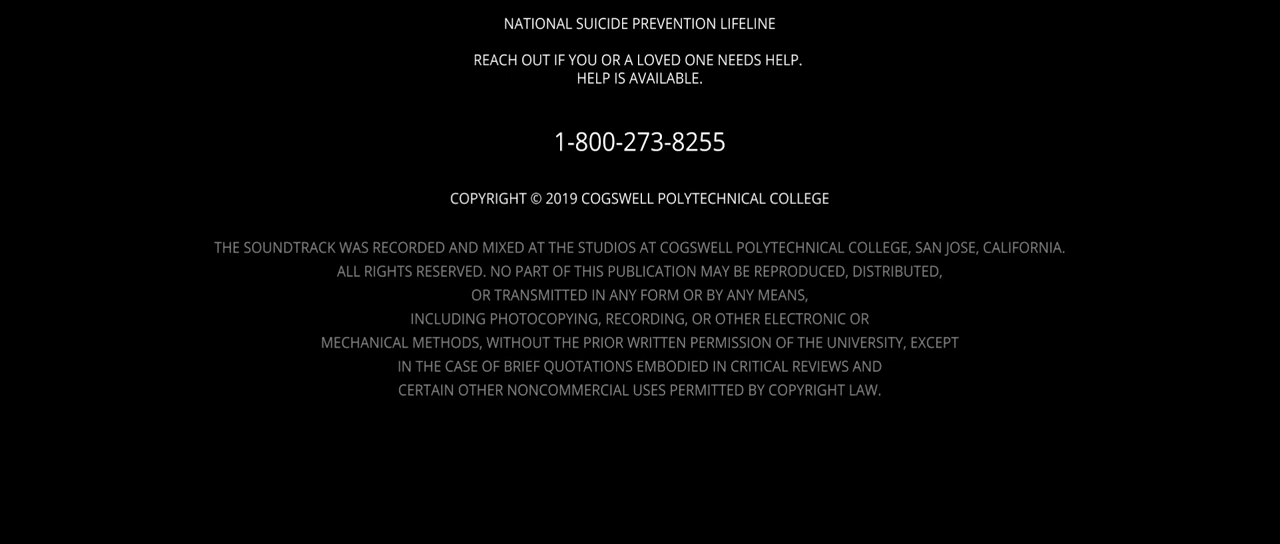 NATIONAL SUICIDE PREVENTION LIFELINE
REACH OUT IF YOU OR A LOVED ONE NEEDS HELP.
HELP IS AVAILABLE.
1-800-273-8255
COPYRIGHT © 2019 COGSWELL POLYTECHNICAL COLLEGE
THE SOUNDTRACK WAS RECORDED AND MIXED AT THE STUDIOS AT COGSWELL POLYTECHNICAL COLLEGE, SAN JOSE, CALIFORNIA.
ALL RIGHTS RESERVED. NO PART OF THIS PUBLICATION MAY BE REPRODUCED, DISTRIBUTED,
OR TRANSMITTED IN ANY FORM OR BY ANY MEANS,
INCLUDING PHOTOCOPYING, RECORDING, OR OTHER ELECTRONIC OR
MECHANICAL METHODS, WITHOUT THE PRIOR WRITTEN PERMISSION OF THE UNIVERSITY, EXCEPT
IN THE CASE OF BRIEF QUOTATIONS EMBODIED IN CRITICAL REVIEWS AND
CERTAIN OTHER NONCOMMERCIAL USES PERMITTED BY COPYRIGHT LAW.